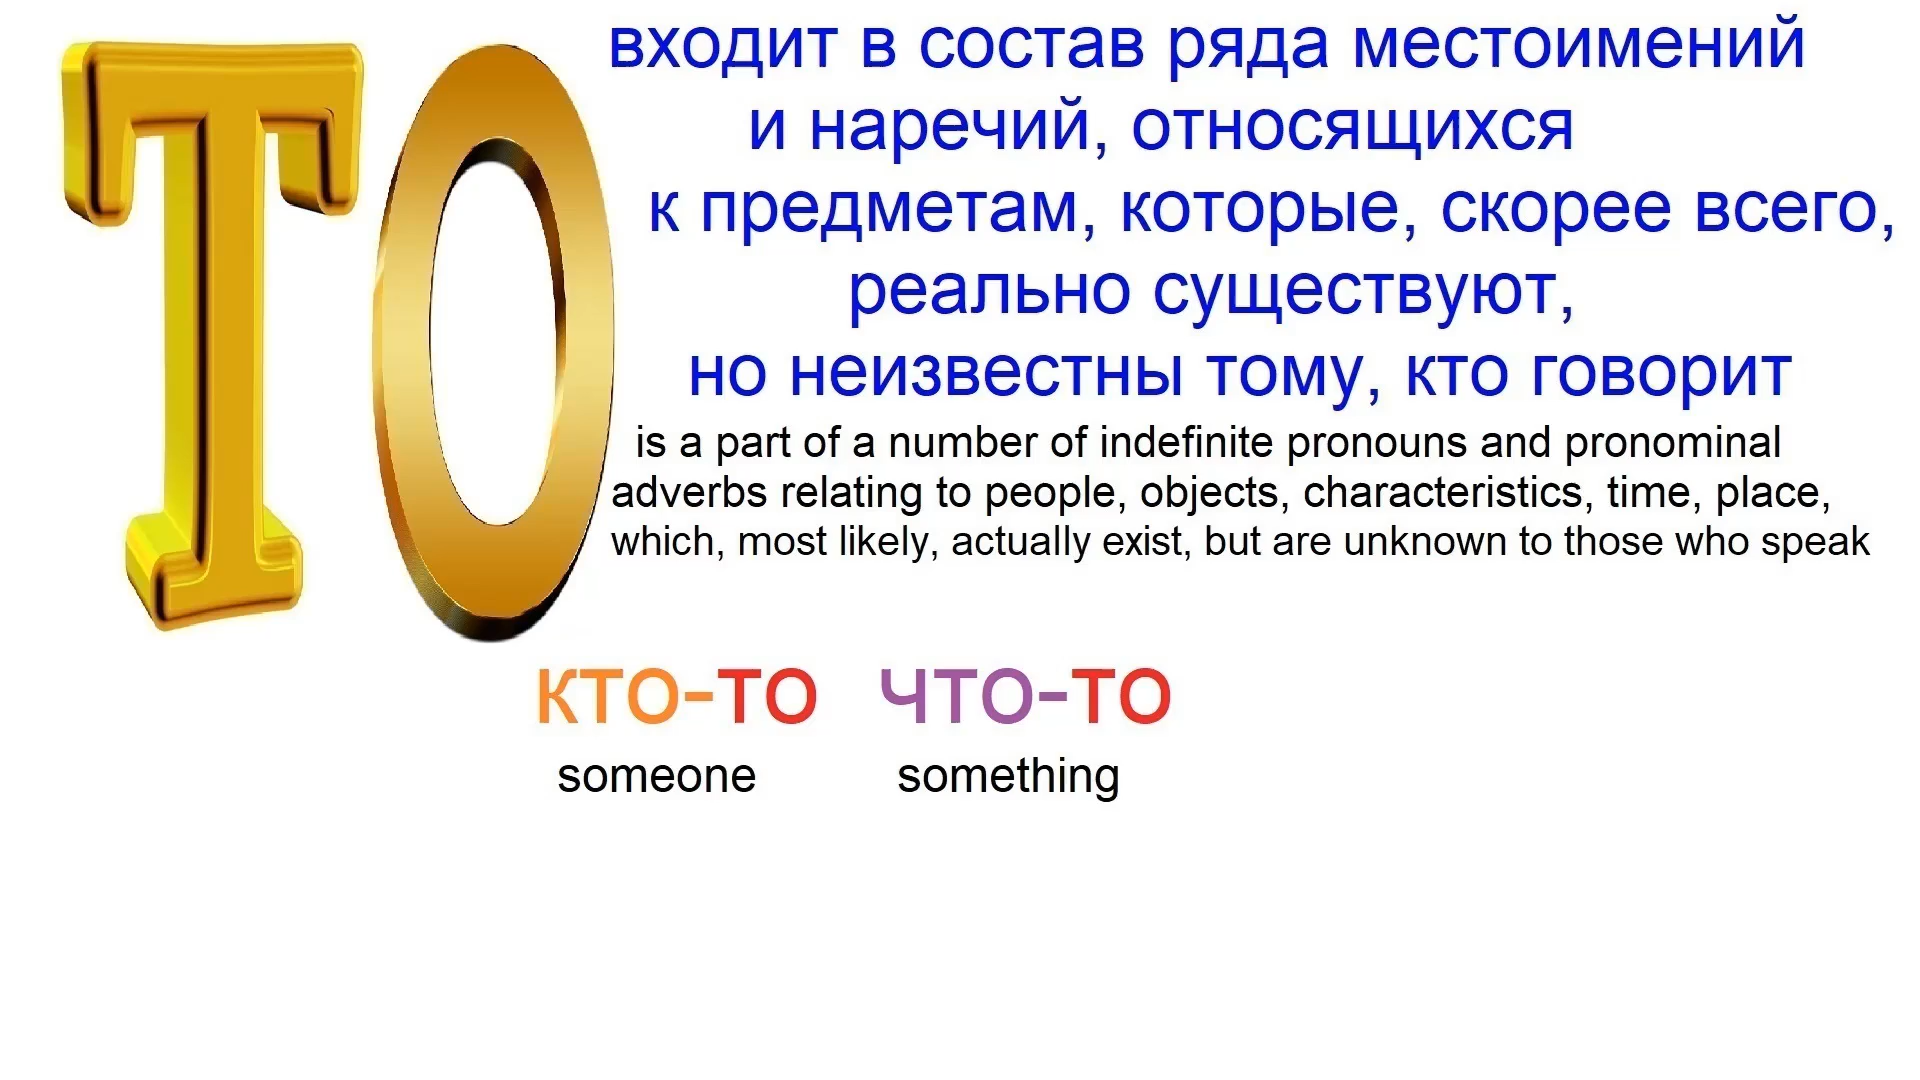 ТО
входит в состав ряда местоимений
и наречий, относящихся
к предметам, которые, скорее всего,
реально существуют,
но неизвестны тому, кто говорит
is a part of a number of indefinite pronouns and pronominal
adverbs relating to people, objects, characteristics, time, place,
which, most likely, actually exist, but are unknown to those who speak
кто-то что-то
someone something